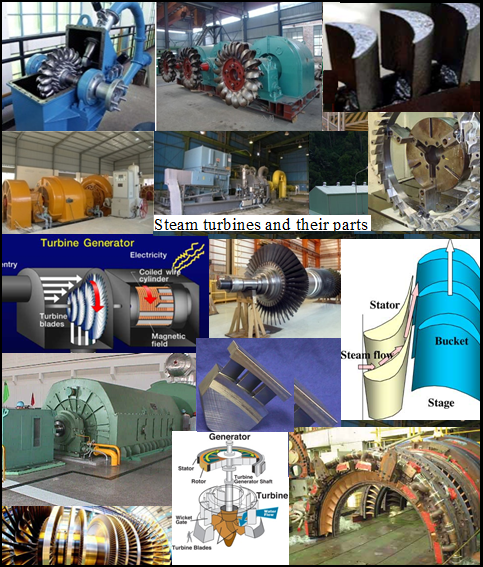 Steam turbines and their parts
Turbine Generator
Electricity
Coiled wire
cylinder
entry
Turbine
blades
Magnetic
field
Stator
Steam flow
Bucket
Stage
Generator
Stator
Rotor
Turbine
Generator Shaft
Turbine
Wicket
Gate
Water
Flow
Turbine Blades